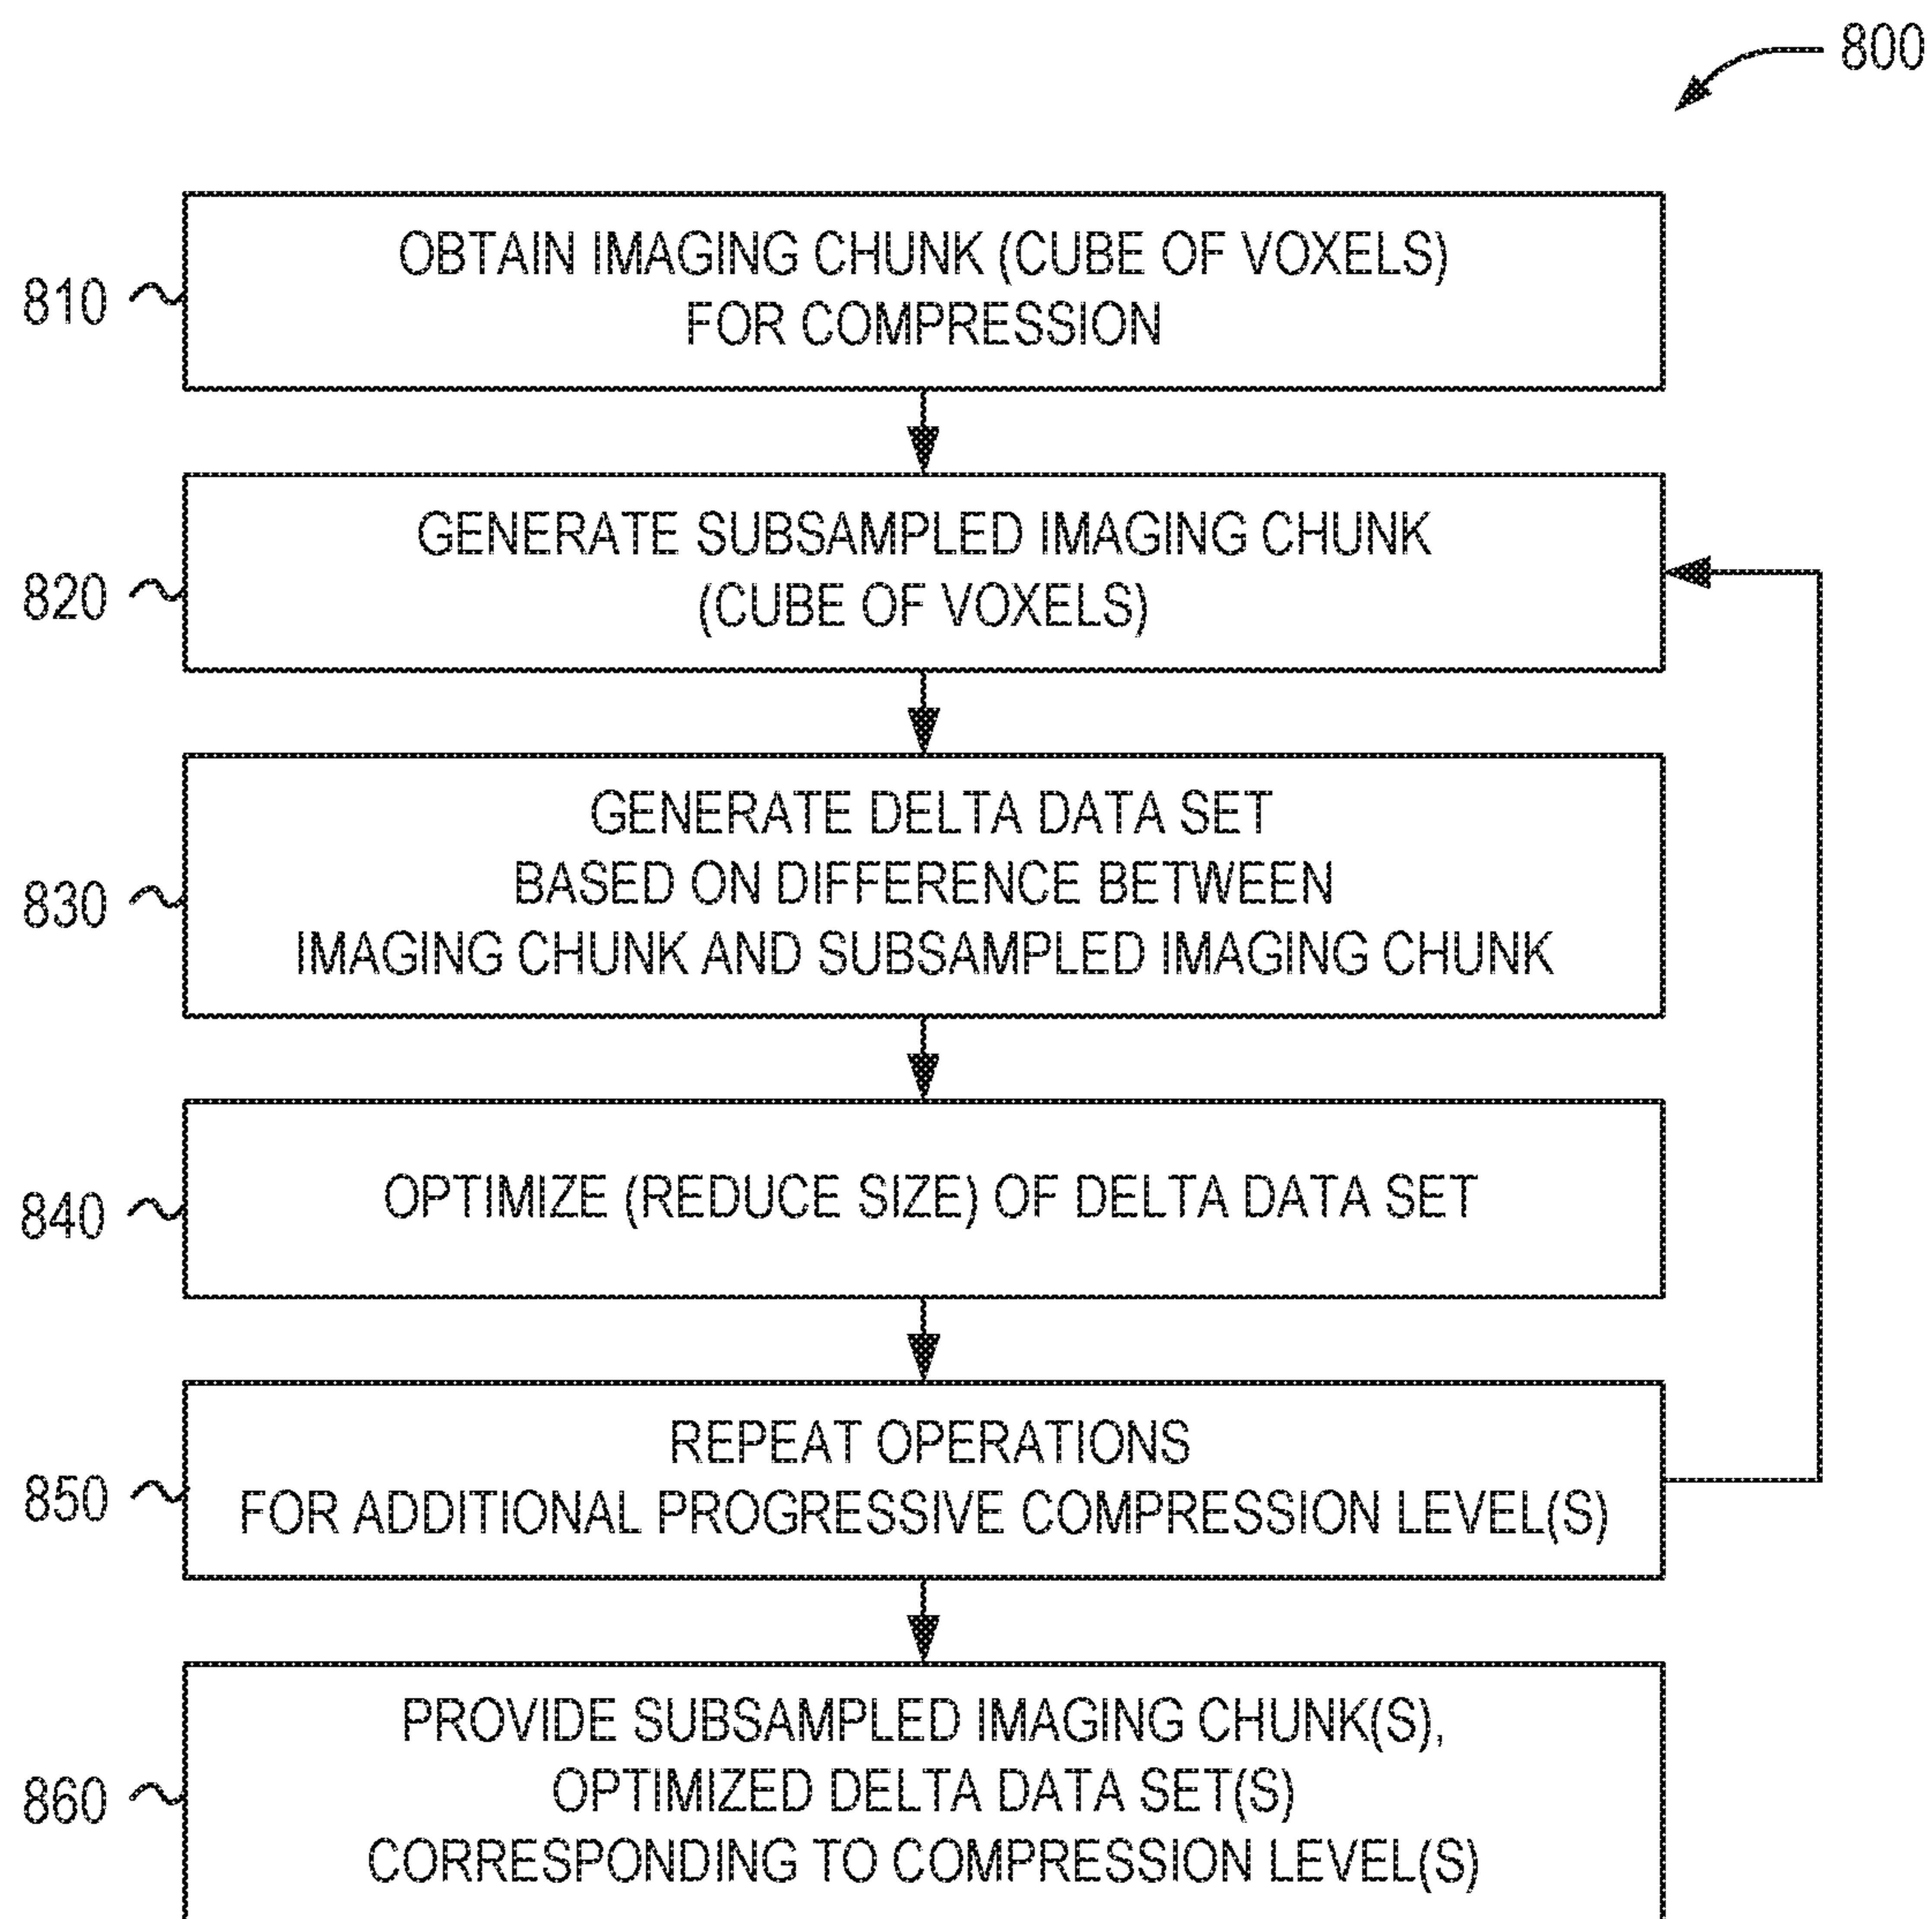 800
810
OBTAIN IMAGING CHUNK (CUBE OF VOXELS)
FOR COMPRESSION
820
GENERATE SUBSAMPLED IMAGING CHUNK
(CUBE OF VOXELS)
830
GENERATE DELTA DATA SET
BASED ON DIFFERENCE BETWEEN
IMAGING CHUNK AND SUBSAMPLED IMAGING CHUNK
840
OPTIMIZE (REDUCE SIZE) OF DELTA DATA SET
850
REPEAT OPERATIONS
FOR ADDITIONAL PROGRESSIVE COMPRESSION LEVEL(S)
860
PROVIDE SUBSAMPLED IMAGING CHUNK(S),
OPTIMIZED DELTA DATA SET(S)
CORRESPONDING TO COMPRESSION LEVEL(S)